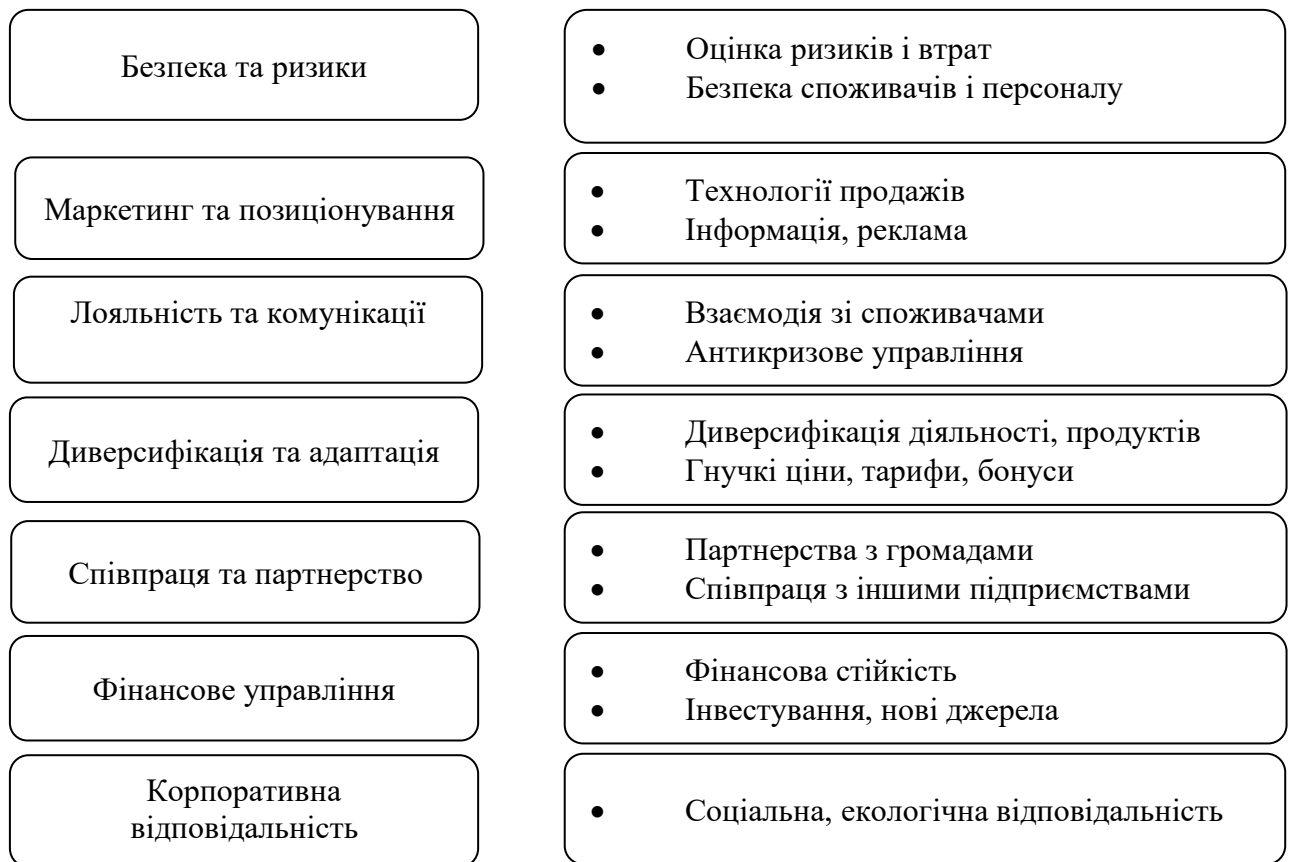 Безпека та ризики
• Оцінка ризиків і втрат
• Безпека споживачів і персоналу
Маркетинг та позиціонування
• Технології продажів
• Інформація, реклама
Лояльність та комунікації
• Взаємодія зі споживачами
• Антикризове управління
Диверсифікація та адаптація
• Диверсифікація діяльності, продуктів
• Гнучкі ціни, тарифи, бонуси
Співпраця та партнерство
• Партнерства з громадами
• Співпраця з іншими підприємствами
Фінансове управління
• Фінансова стійкість
• Інвестування, нові джерела
Корпоративна
відповідальність
• Соціальна, екологічна відповідальність